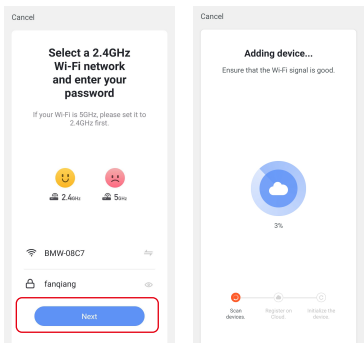 Cancel
Select a 2.4GHz
Wi-Fi network
and enter your
password
If your Wi-Fi is 5GHz, please set it to
2.4GHz first.
2.4GHz
5GHz
BMW-08C7
fanqiang
Next
Cancel
Adding device...
Ensure that the Wi-Fi signal is good.
3%
Scan
devices.
Register on
Cloud.
Initialize the
device.